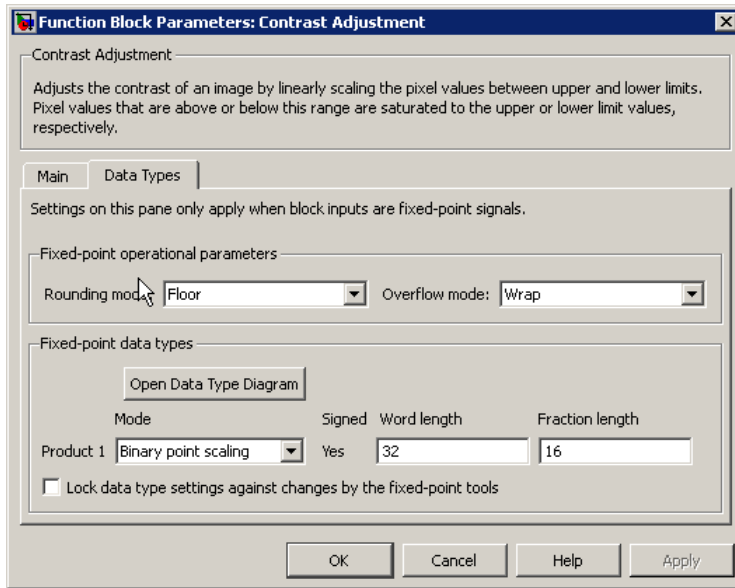 Function Block Parameters: Contrast Adjustment
Contrast Adjustment
Adjusts the contrast of an image by linearly scaling the pixel values between upper and lower limits.
Pixel values that are above or below this range are saturated to the upper or lower limit values,
respectively.
Main Data Types
Settings on this pane only apply when block inputs are fixed-point signals.
Fixed-point operational parameters
Rounding mode: Floor Overflow mode: Wrap
Fixed-point data types
Open Data Type Diagram
Mode Signed Word length Fraction length
Product 1 Binary point scaling Yes 32 16
Lock data type settings against changes by the fixed-point tools
OK Cancel Help Apply